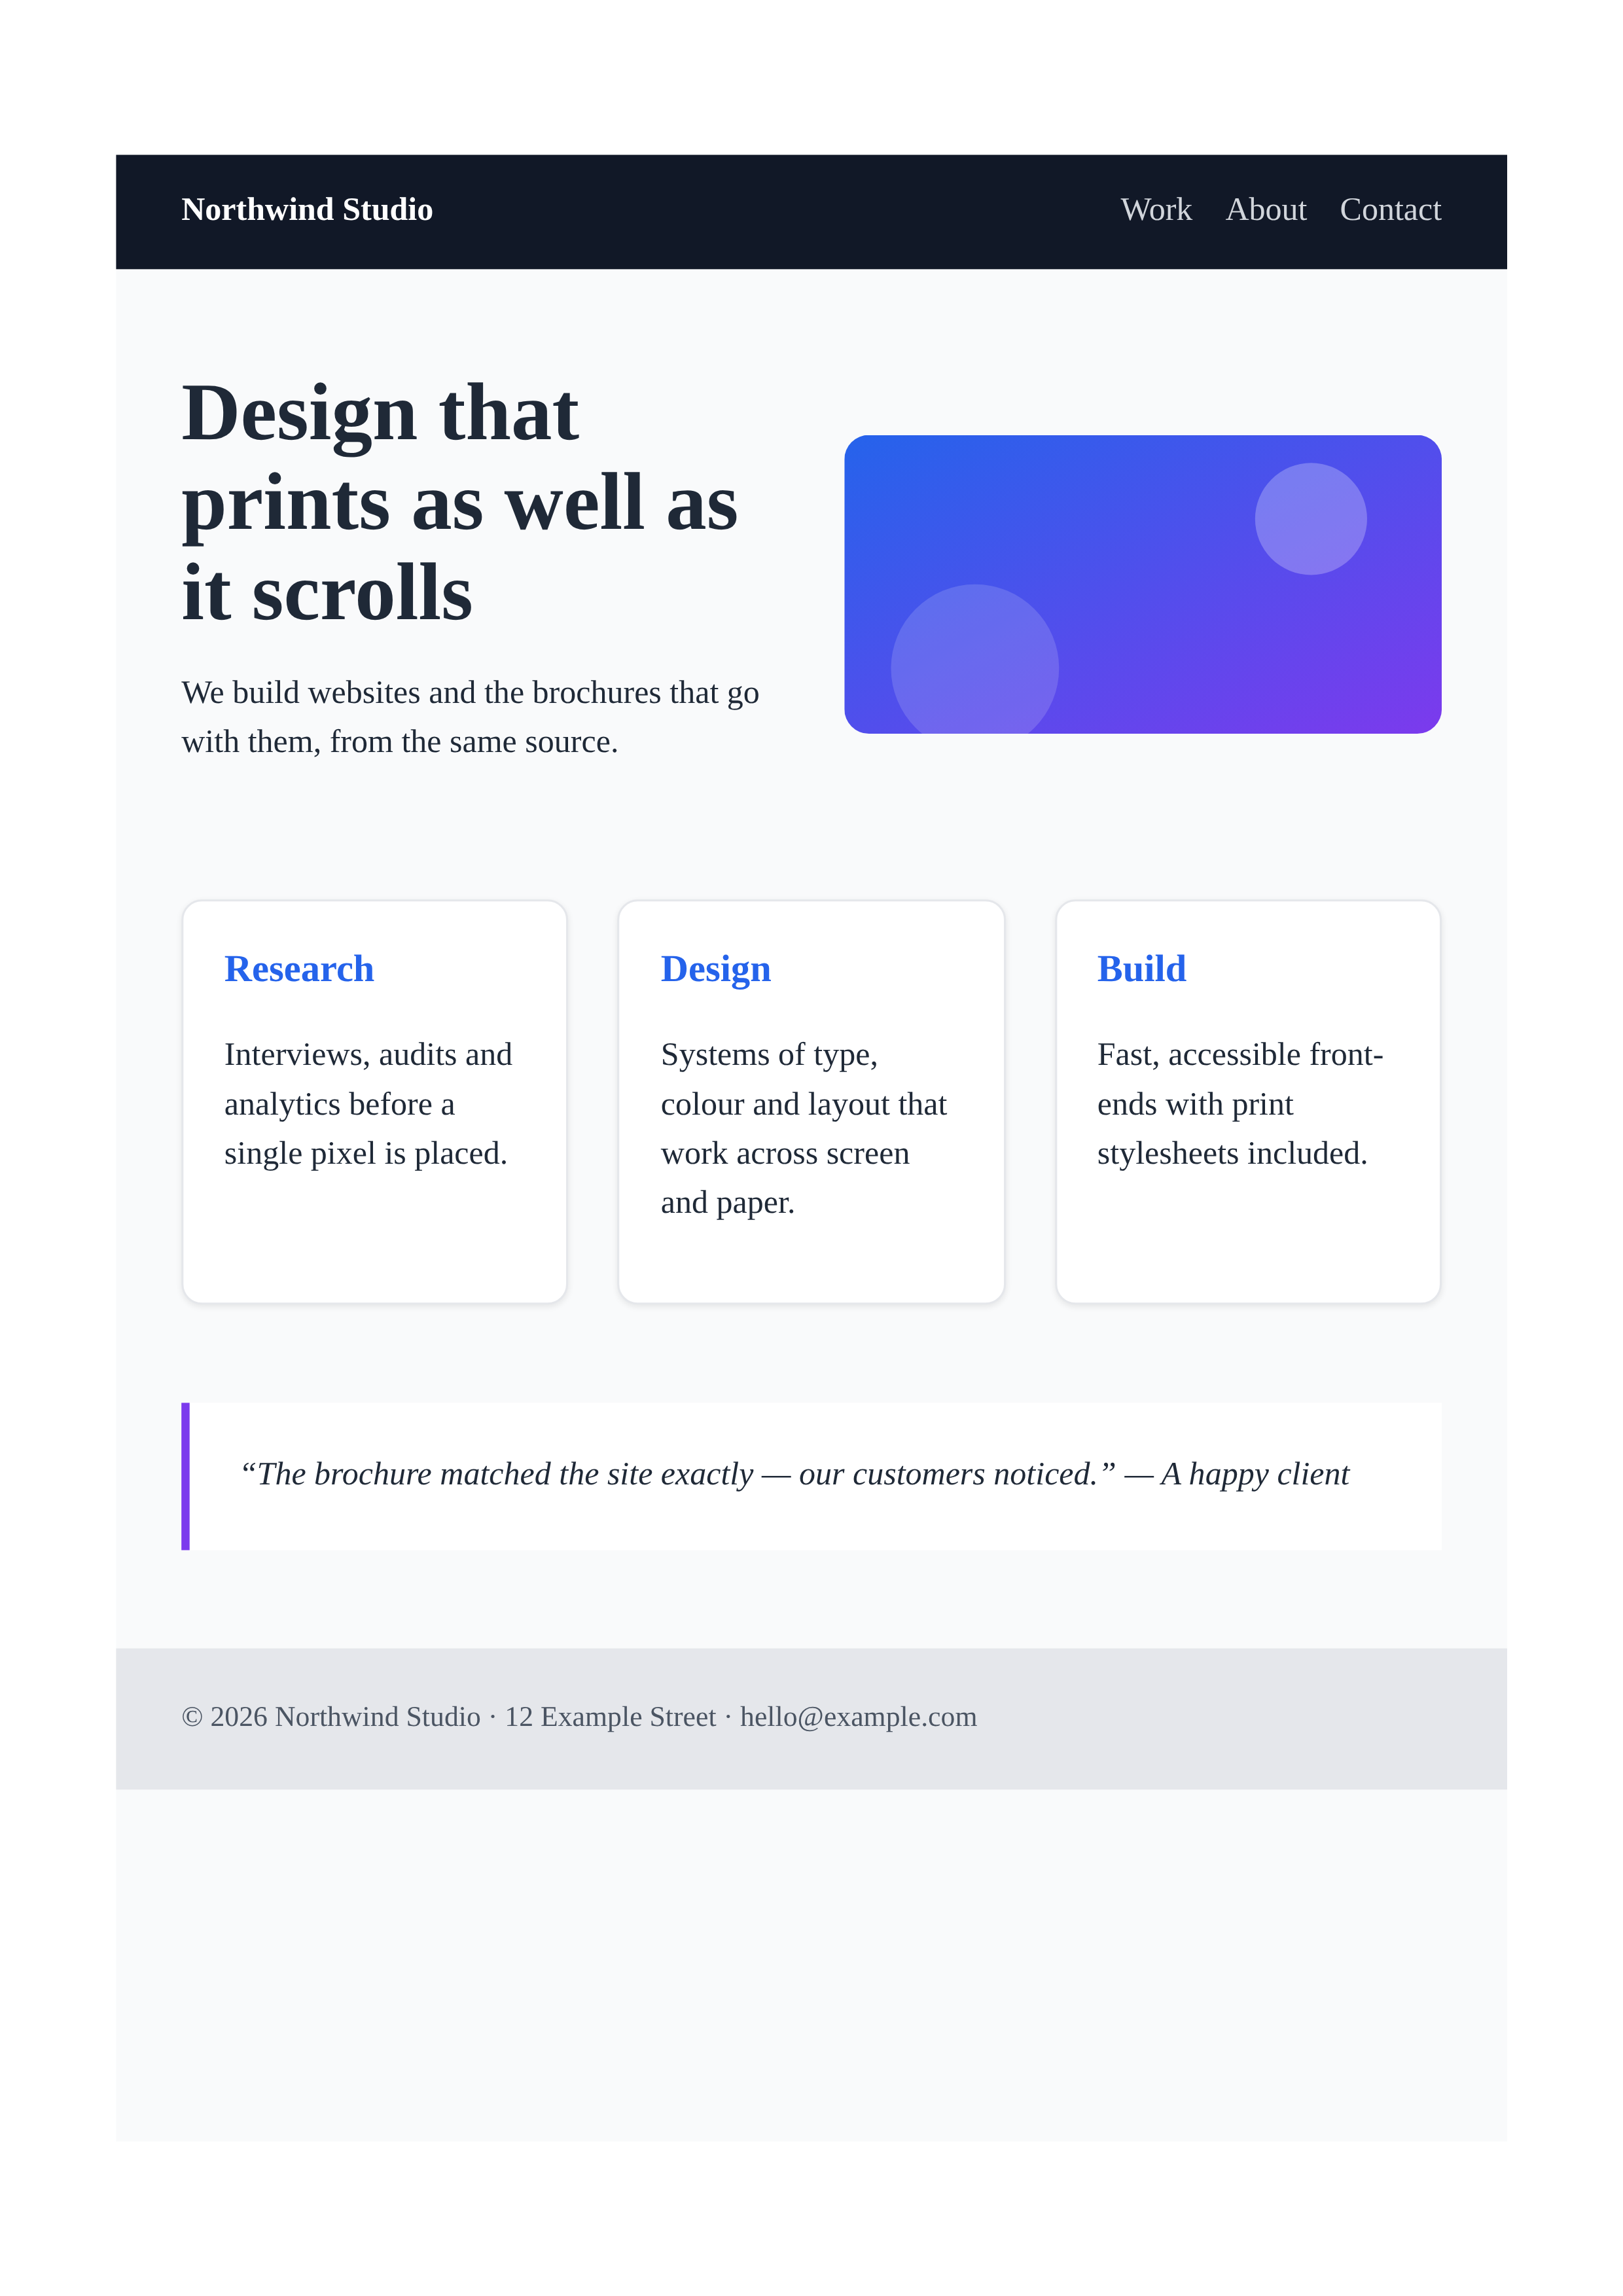 Northwind Studio
Work About Contact
Design that
prints as well as
it scrolls
We build websites and the brochures that go
with them, from the same source.
Research
Interviews, audits and
analytics before a
single pixel is placed.
Design
Systems of type,
colour and layout that
work across screen
and paper.
Build
Fast, accessible front-
ends with print
stylesheets included.
“The brochure matched the site exactly — our customers noticed.” — A happy client
© 2026 Northwind Studio · 12 Example Street · hello@example.com